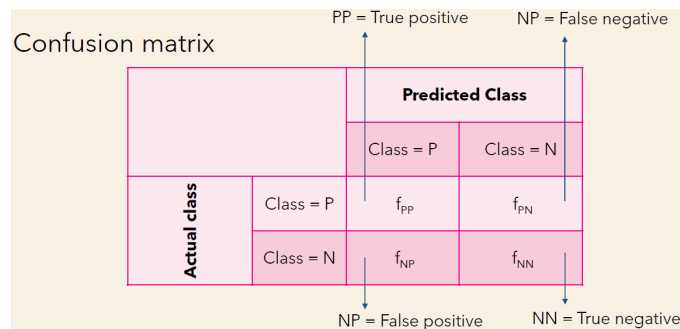 PP = True positive
NP = False negative
Confusion matrix
Predicted Class
Class = P
Class = N
Actual class
Class = P
fPP
fPN
Class = N
fNP
fNN
NP = False positive
NN = True negative